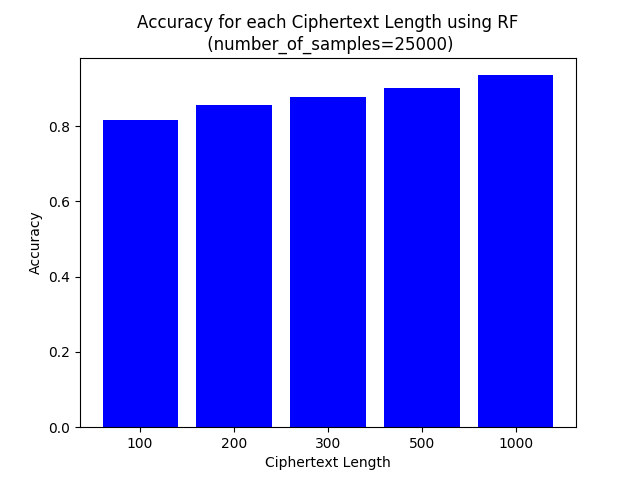 Accuracy for each Ciphertext Length using RF
(number_of_samples=25000)
Accuracy
0.8
0.6
0.4
0.2
0.0
100 200 300 500 1000
Ciphertext Length